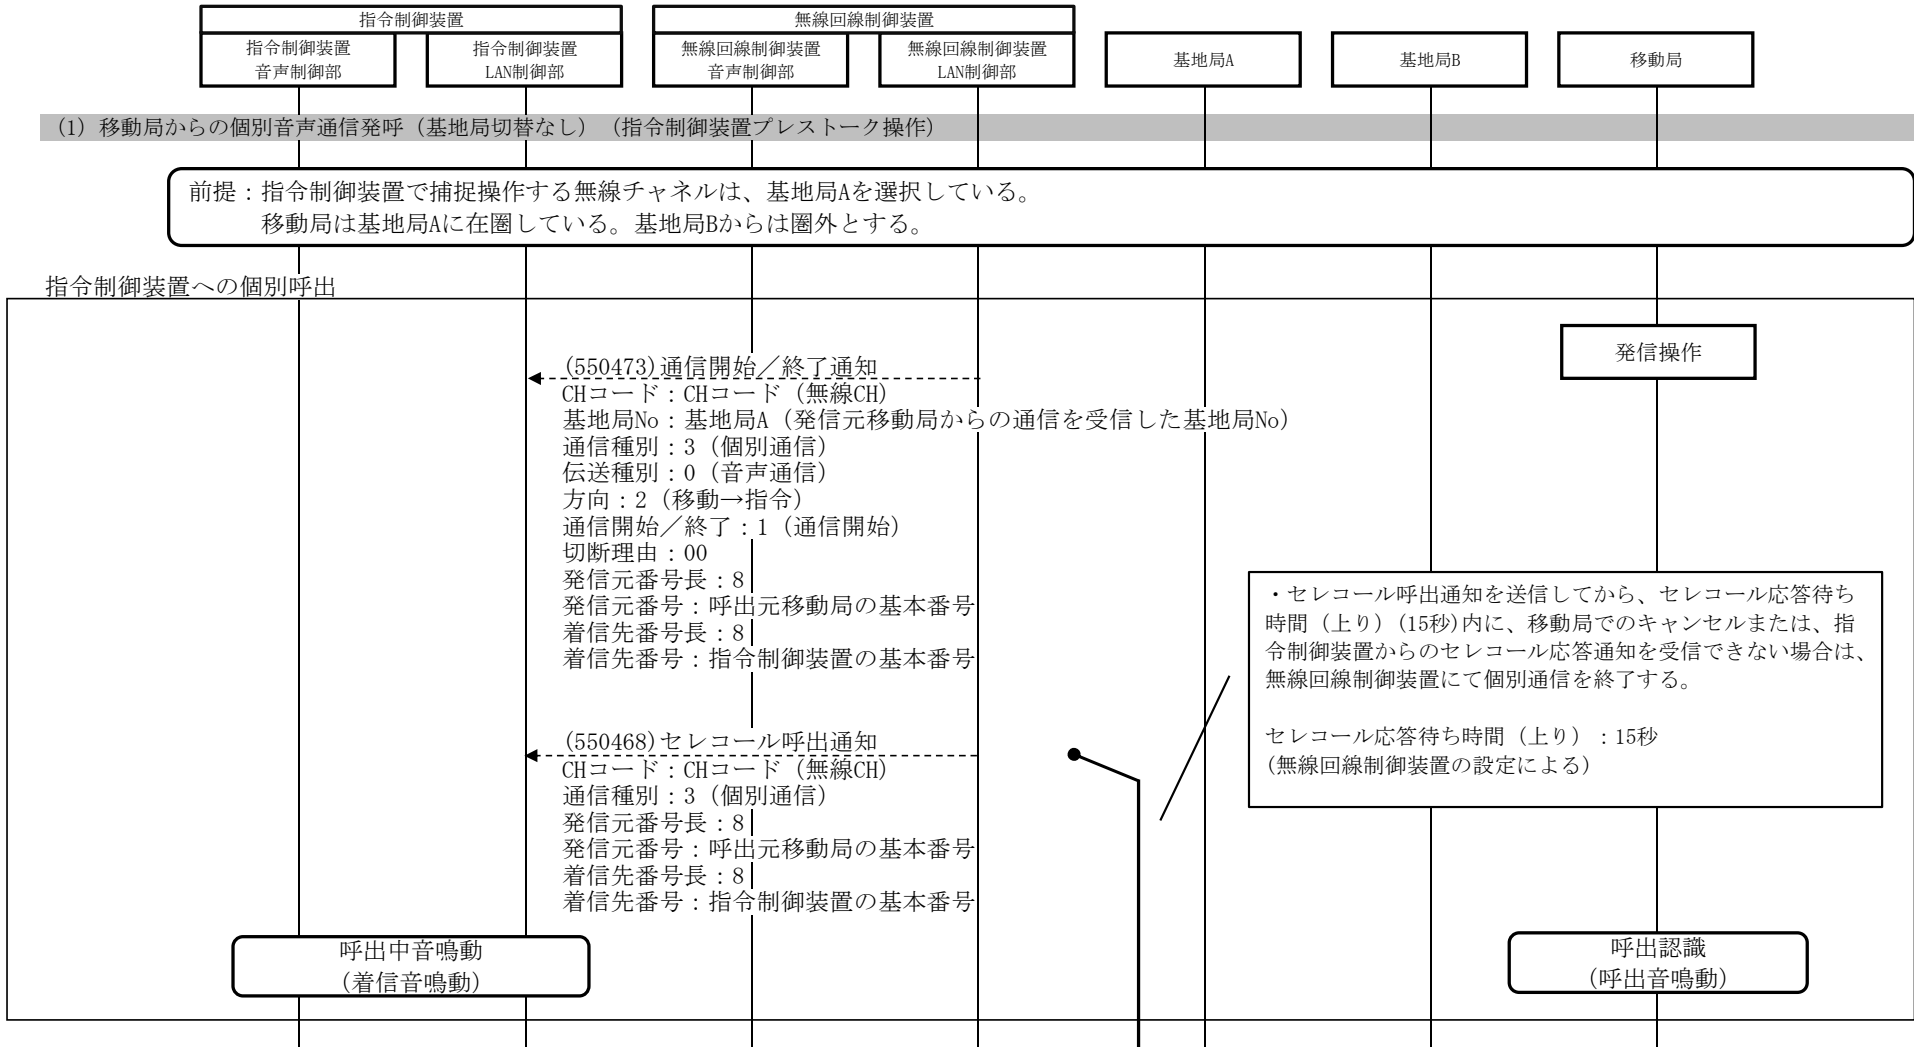 指令制御装置
無線回線制御装置
指令制御装置
音声制御部
指令制御装置
LAN制御部
無線回線制御装置
音声制御部
無線回線制御装置
LAN制御部
基地局A
基地局B
移動局
(1) 移動局からの個別音声通信発呼（基地局切替なし）（指令制御装置プレストーク操作）
前提：指令制御装置で捕捉操作する無線チャネルは、基地局Aを選択している。
移動局は基地局Aに在圏している。基地局Bからは圏外とする。
指令制御装置への個別呼出
発信操作
(550473)通信開始／終了通知
CHコード：CHコード（無線CH）
基地局No：基地局A（発信元移動局からの通信を受信した基地局No）
通信種別：3（個別通信）
伝送種別：0（音声通信）
方向：2（移動→指令）
通信開始／終了：1（通信開始）
切断理由：00
発信元番号長：8
発信元番号：呼出元移動局の基本番号
着信先番号長：8
着信先番号：指令制御装置の基本番号
・セレコール呼出通知を送信してから、セレコール応答待ち
時間（上り）(15秒)内に、移動局でのキャンセルまたは、指
令制御装置からのセレコール応答通知を受信できない場合は、
無線回線制御装置にて個別通信を終了する。
セレコール応答待ち時間（上り）：15秒
(無線回線制御装置の設定による)
(550468)セレコール呼出通知
CHコード：CHコード（無線CH）
通信種別：3（個別通信）
発信元番号長：8
発信元番号：呼出元移動局の基本番号
着信先番号長：8
着信先番号：指令制御装置の基本番号
呼出中音鳴動
(着信音鳴動)
呼出認識
(呼出音鳴動)